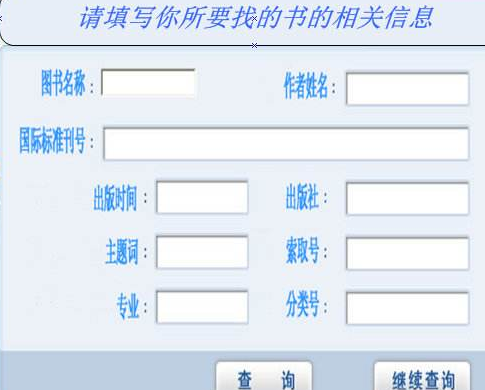 请填写你所要找的书的相关信息
图书名称： 作者姓名：
国际标准刊号：
出版时间： 出版社：
主题词： 索取号：
专业： 分类号：
查 询 继续查询